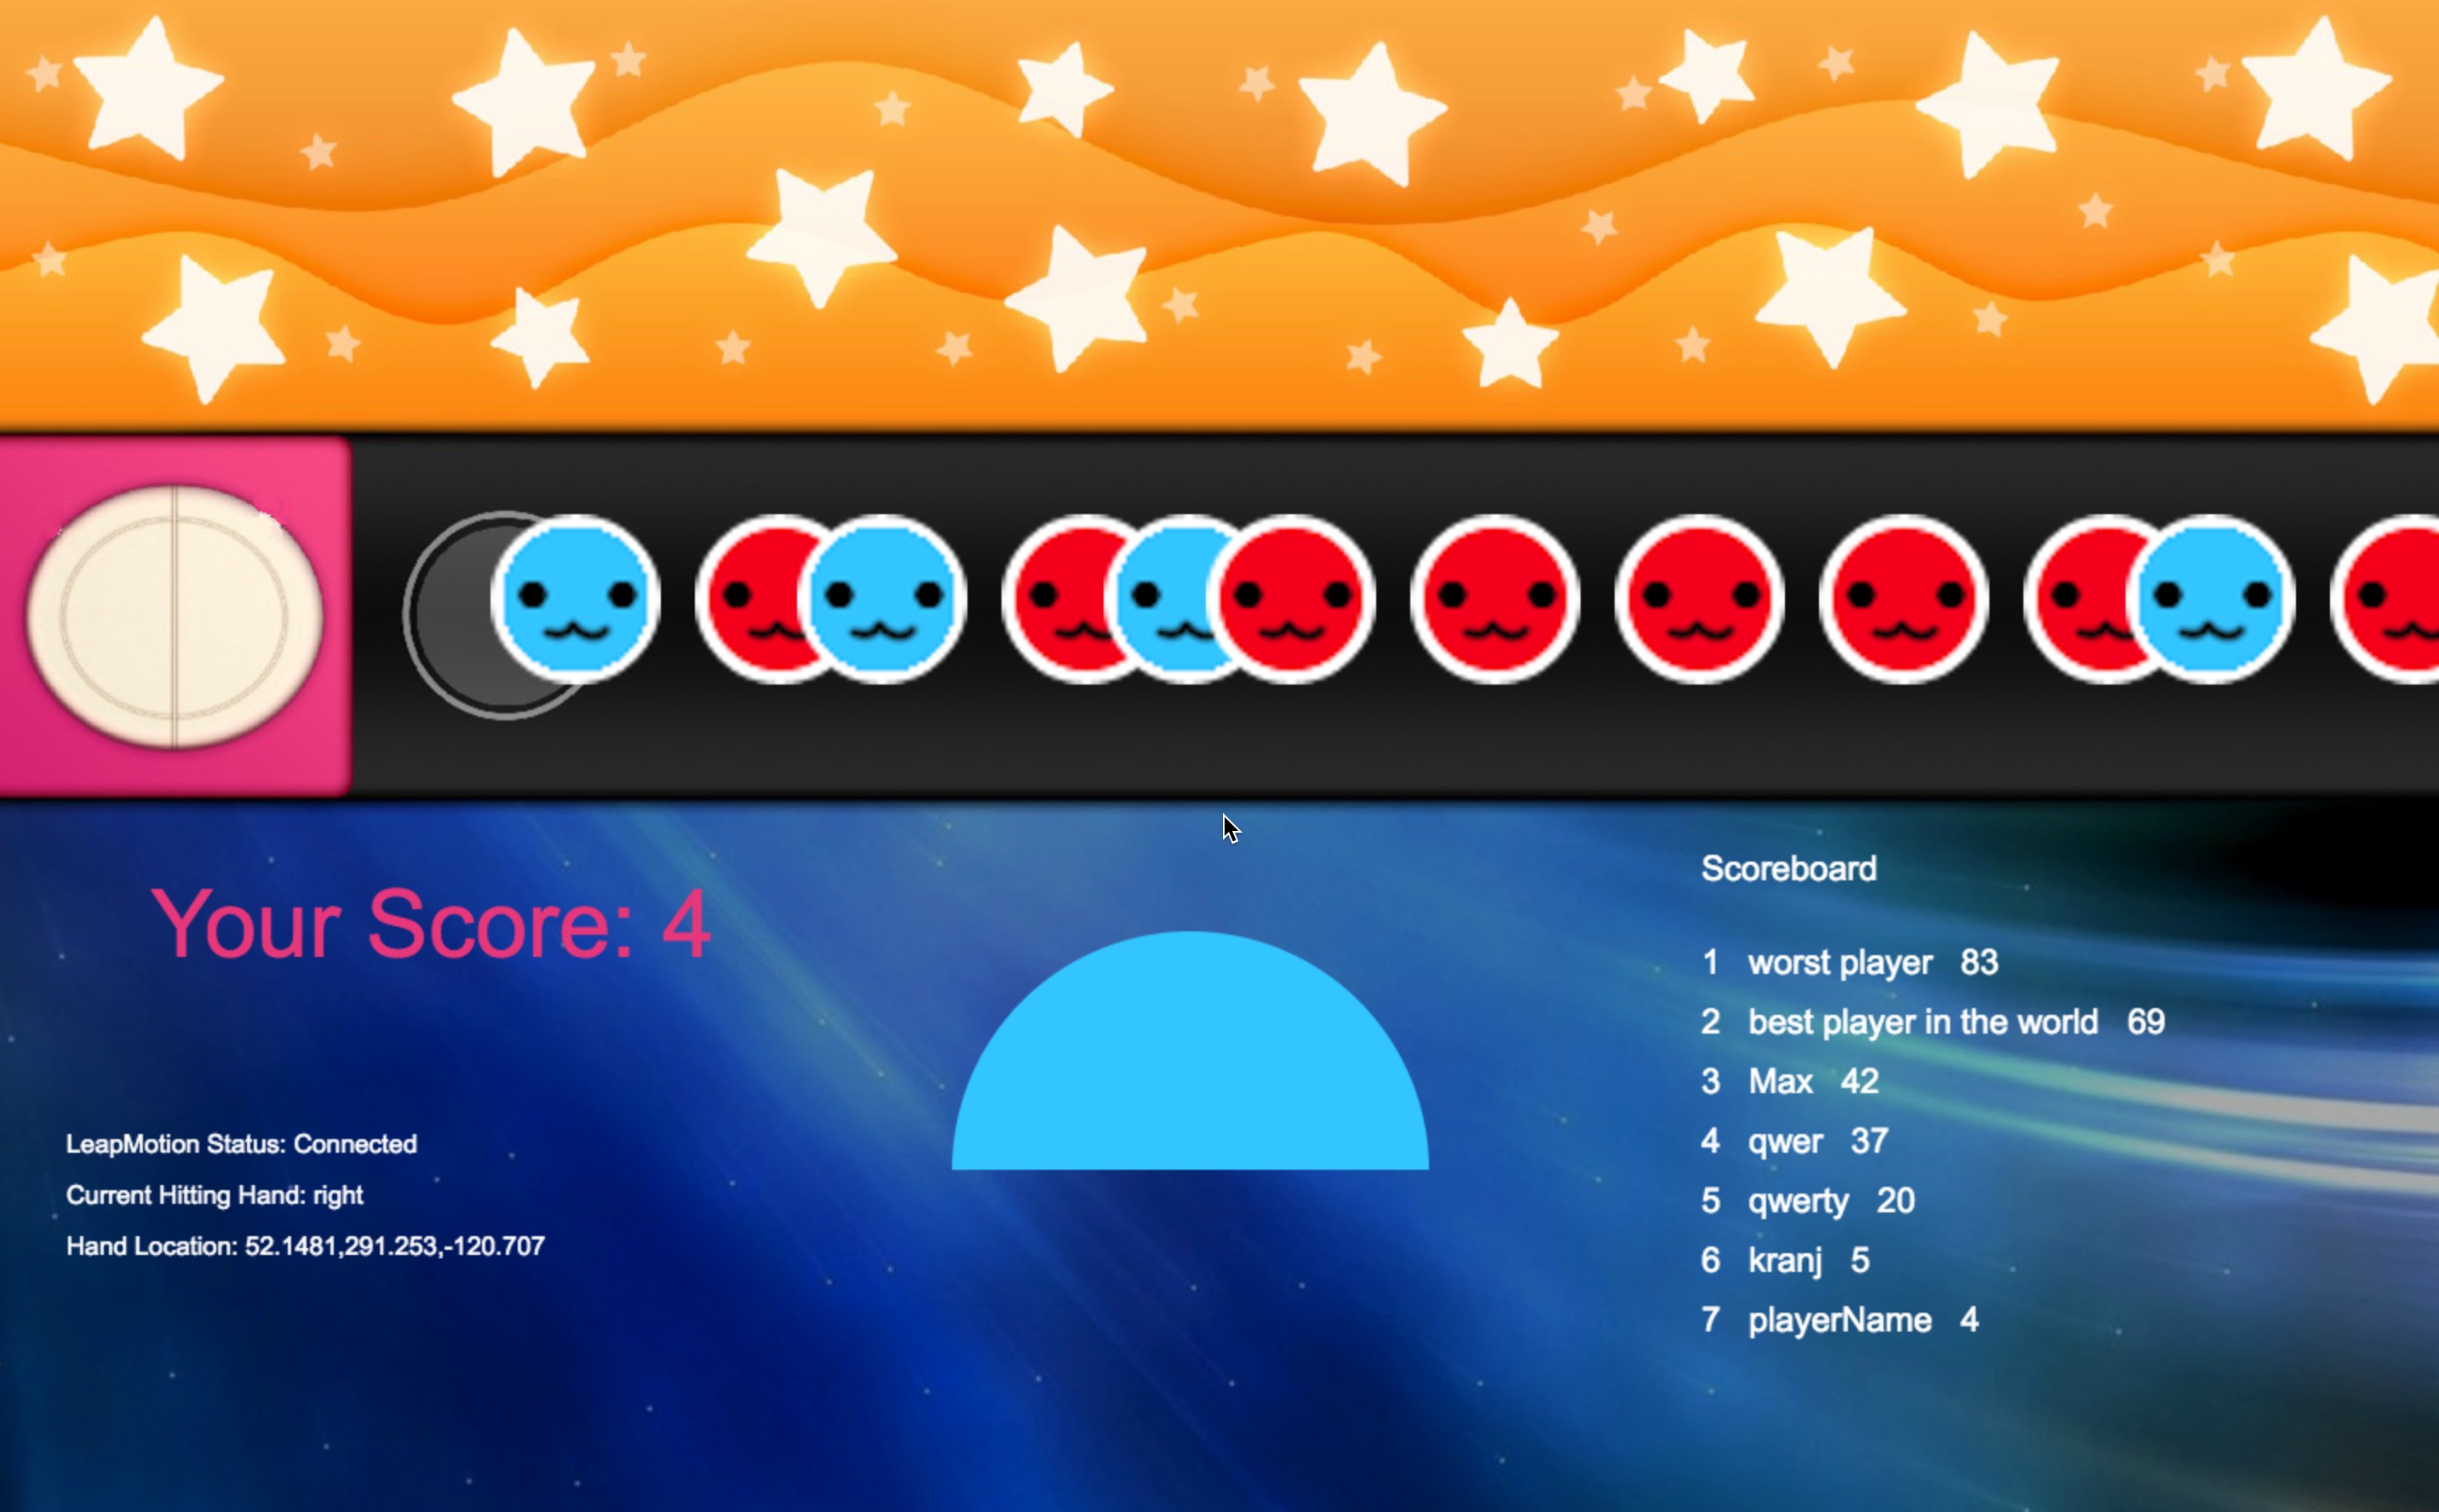 Your Score: 4
LeapMotion Status: Connected
Current Hitting Hand: right
Hand Location: 52.1481,291.253,-120.707
Scoreboard
1 worst player 83
2 best player in the world 69
3 Max 42
4 qwer 37
5 qwerty 20
6 kranj 5
7 playerName 4